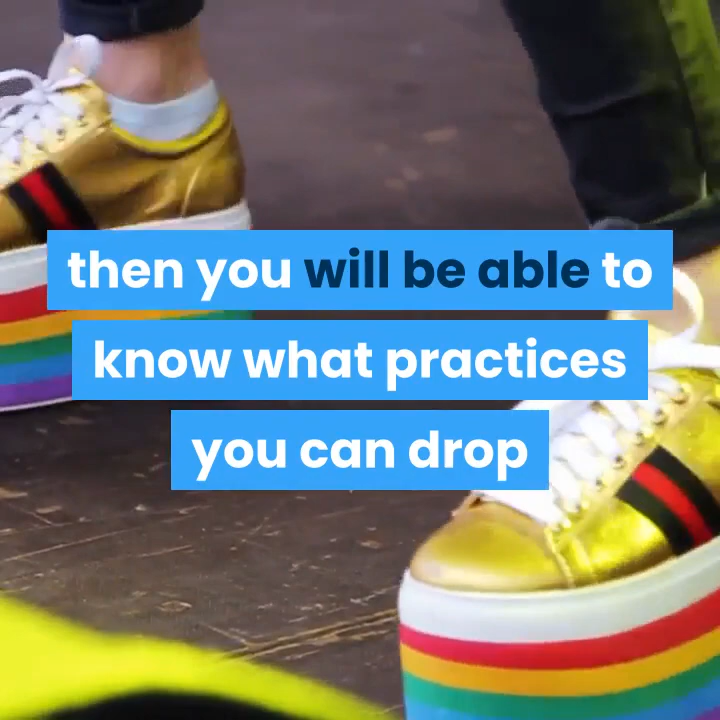 then you will be able to
know what practices
you can drop